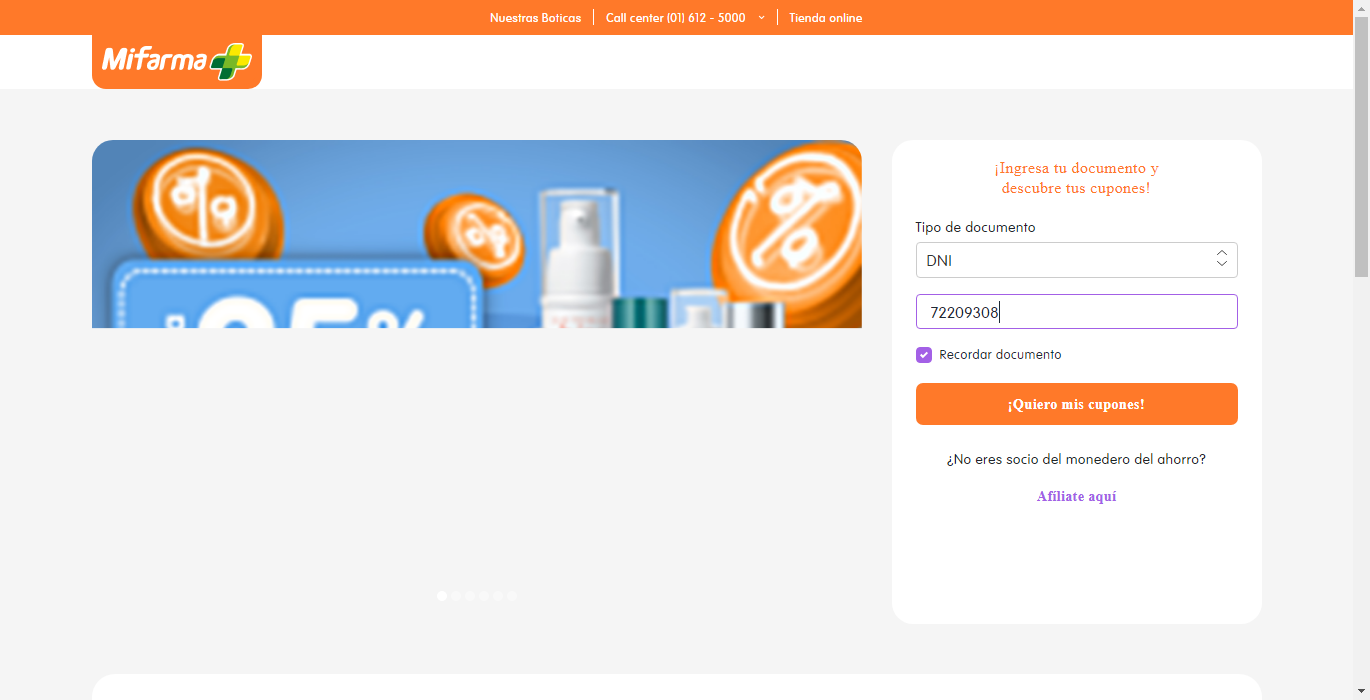 Nuestras Boticas
Call center (01) 612 - 5000
Tienda online
Mifarma
¡Ingresa tu documento y
descubre tus cupones!
Tipo de documento
DNI
72209308
Recordar documento
¡Quiero mis cupones!
¿No eres socio del monedero del ahorro?
Afíliate aquí